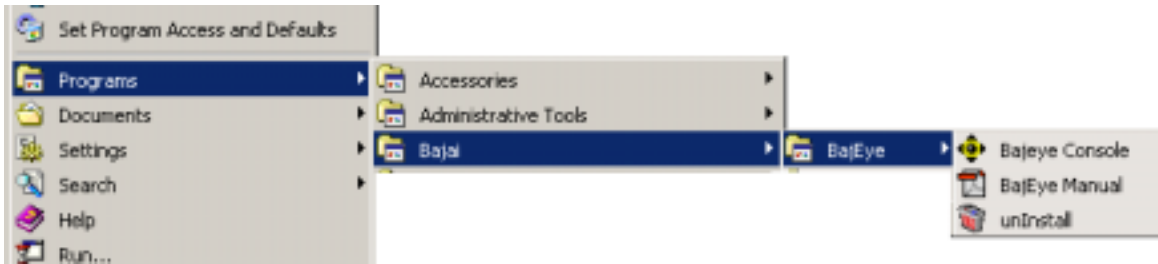 Set Program Access and Defaults
Programs
Documents
Settings
Search
Help
Run...
Accessories
Administrative Tools
Bajai
BajEye
Bajeye Console
BajEye Manual
unInstall